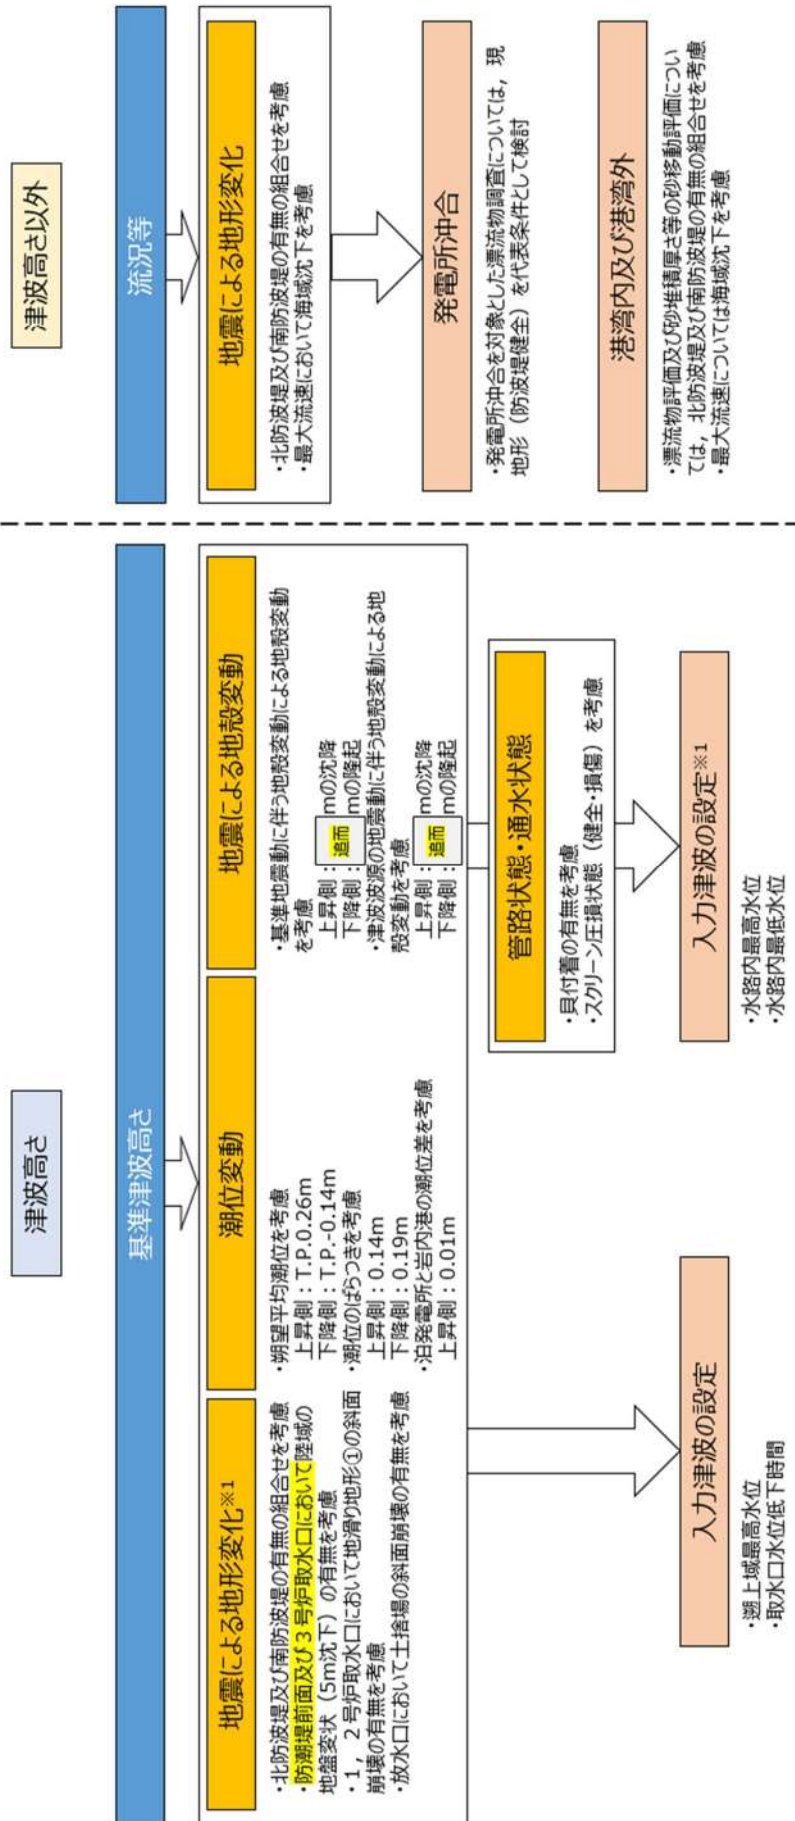 津波高さ
基準津波高さ
地震による地形変化※1
・北防波堤及び南防波堤の有無の組合せを考慮
・防潮堤前面及び3号炉取水口において陸域の
地盤変状（5m沈下）の有無を考慮
・1，2号炉取水口において地滑り地形①の斜面
崩壊の有無を考慮
・放水口において土捨場の斜面崩壊の有無を考慮
潮位変動
・朔望平均潮位を考慮
上昇側：T.P.0.26m
下降側：T.P.-0.14m
・潮位のばらつきを考慮
上昇側：0.14m
下降側：0.19m
・泊発電所と岩内港の潮位差を考慮
上昇側：0.01m
地震による地殻変動
・基準地震動に伴う地殻変動による地殻変動
を考慮
上昇側：追而 mの沈降
下降側： mの隆起
・津波波源の地震動に伴う地殻変動による地
殻変動を考慮
上昇側：追而 mの沈降
下降側： mの隆起
管路状態・通水状態
・貝付着の有無を考慮
・スクリーン圧損状態（健全・損傷）を考慮
入力津波の設定
・遡上域最高水位
・取水口水位低下時間
入力津波の設定※1
・水路内最高水位
・水路内最低水位
津波高さ以外
流況等
地震による地形変化
・北防波堤及び南防波堤の有無の組合せを考慮
・最大流速において海域沈下を考慮
発電所沖合
・発電所沖合を対象とした漂流物調査については，現
地形（防波堤健全）を代表条件として検討
港湾内及び港湾外
・漂流物評価及び砂堆積厚さ等の砂移動評価につい
ては，北防波堤及び南防波堤の有無の組合せを考慮
・最大流速については海域沈下を考慮